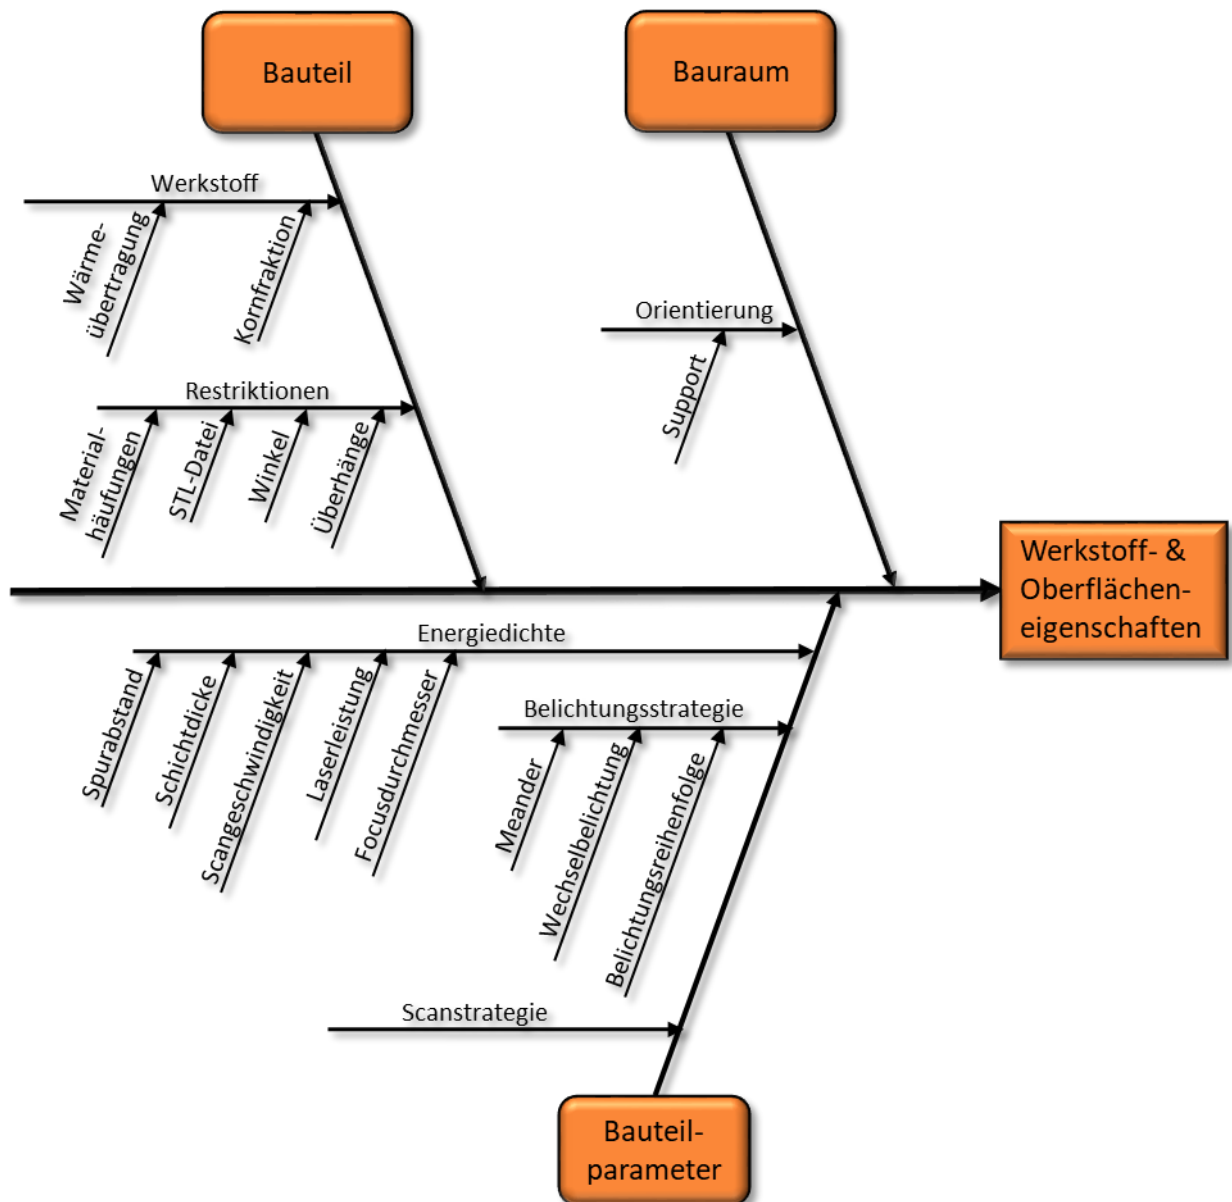 Bauteil
Bauraum
Werkstoff
Wärme-
übertragung
Kornfraktion
Orientierung
Support
Restriktionen
Material-
häufungen
STL-Datei
Winkel
Überhänge
Werkstoff- &
Oberflächen-
eigenschaften
Energiedichte
Spurabstand
Schichtdicke
Scangeschwindigkeit
Laserleistung
Focusdurchmesser
Belichtungsstrategie
Meander
Wechselbelichtung
Belichtungsreihenfolge
Scanstrategie
Bauteil-
parameter